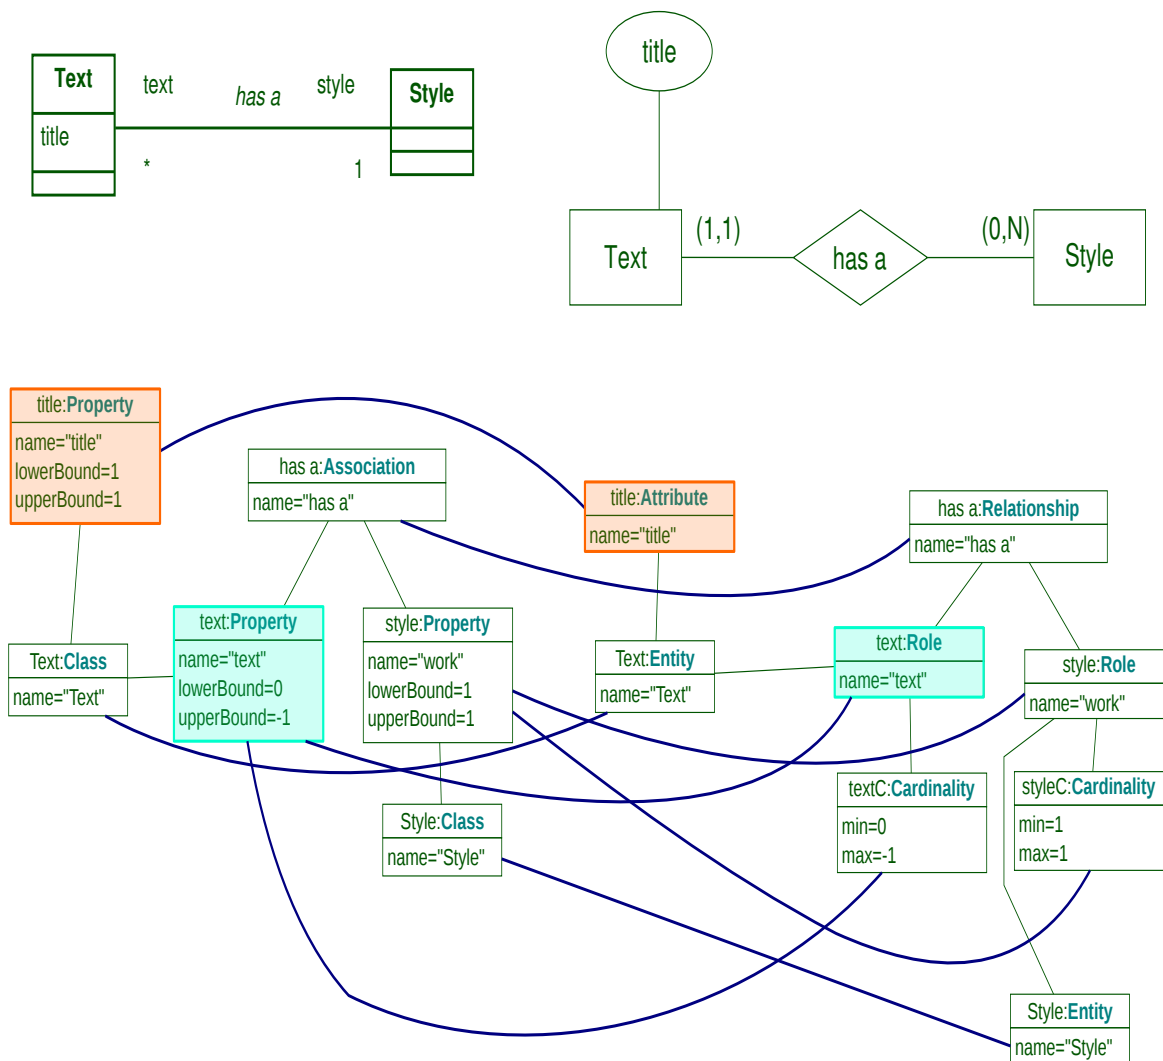 Text
text
has a
style
Style
title
*
1
title
Text
(1,1)
has a
(0,N)
Style
title:Property
name="title"
lowerBound=1
upperBound=1
has a:Association
name="has a"
title:Attribute
name="title"
has a:Relationship
name="has a"
Text:Class
name="Text"
text:Property
name="text"
lowerBound=0
upperBound=-1
style:Property
name="work"
lowerBound=1
upperBound=1
Text:Entity
name="Text"
text:Role
name="text"
style:Role
name="work"
Style:Class
name="Style"
textC:Cardinality
min=0
max=-1
styleC:Cardinality
min=1
max=1
Style:Entity
name="Style"